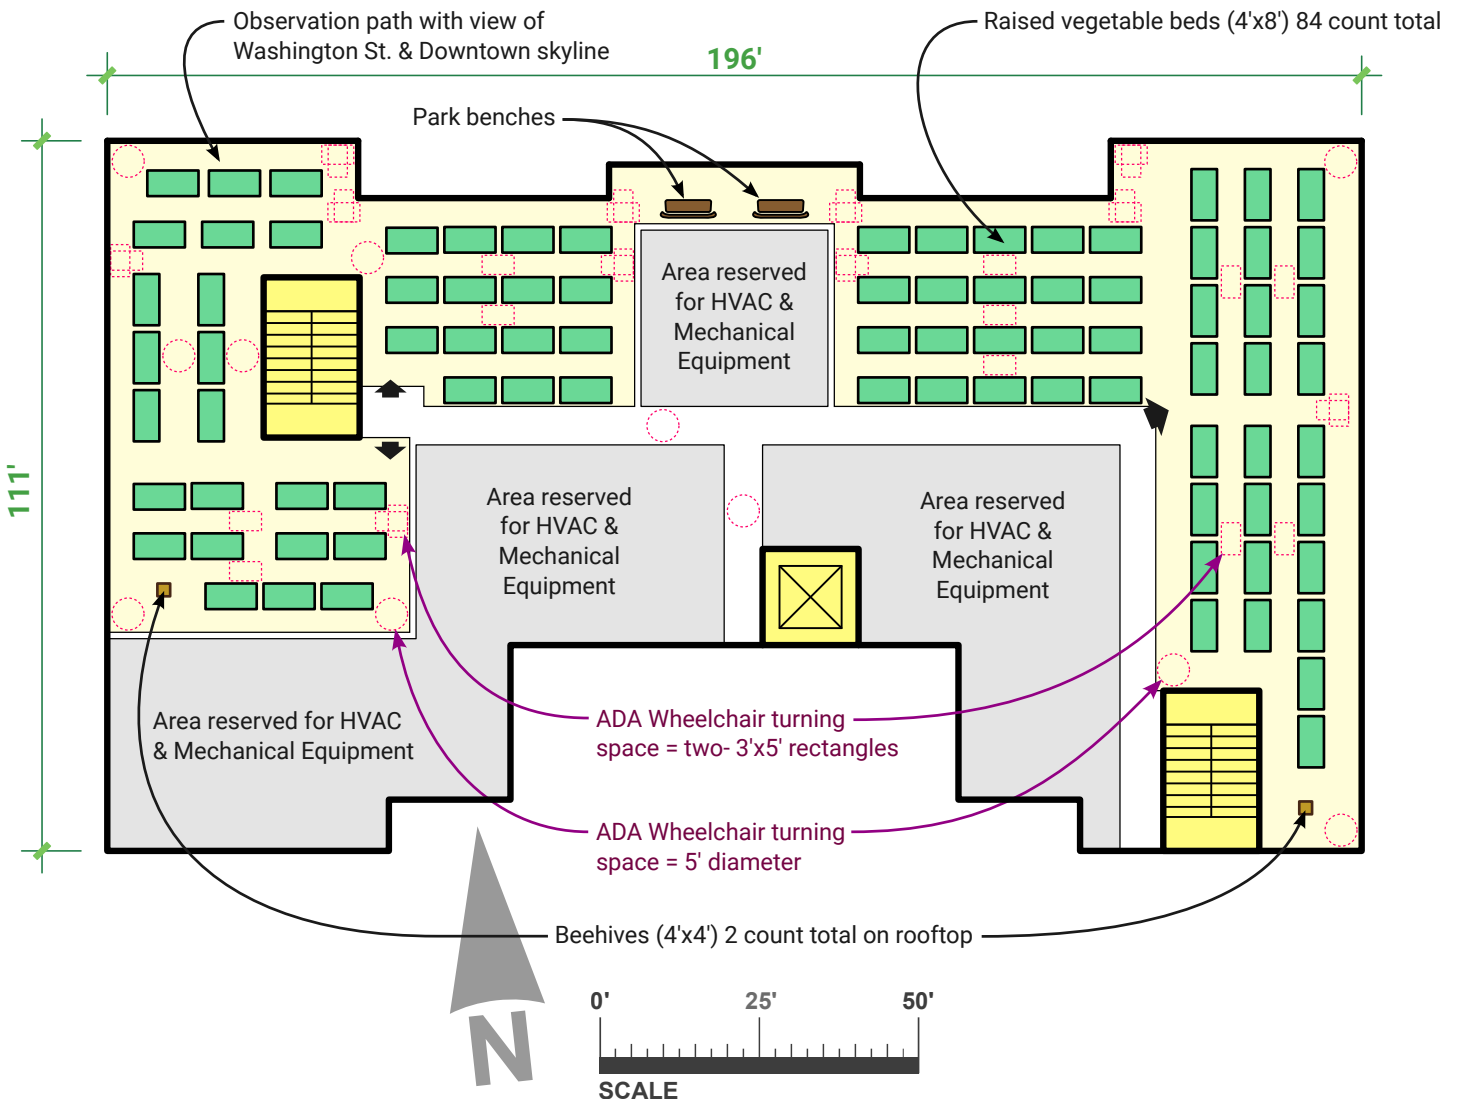 Observation path with view of
Washington St. & Downtown skyline
Raised vegetable beds (4'x8') 84 count total
196'
Park benches
111'
Area reserved
for HVAC &
Mechanical
Equipment
Area reserved
for HVAC &
Mechanical
Equipment
Area reserved
for HVAC &
Mechanical
Equipment
Area reserved for HVAC
& Mechanical Equipment
ADA Wheelchair turning
space = two- 3'x5' rectangles
ADA Wheelchair turning
space = 5' diameter
Beehives (4'x4') 2 count total on rooftop
N
0' 25' 50'
SCALE